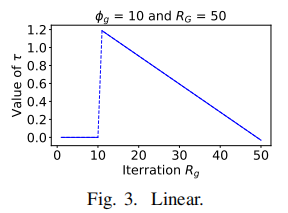 ϕg = 10 and RG = 50
Value of τ
1.2
1.0
0.8
0.6
0.4
0.2
0.0
0 10 20 30 40 50
Iterration Rg
Fig. 3. Linear.